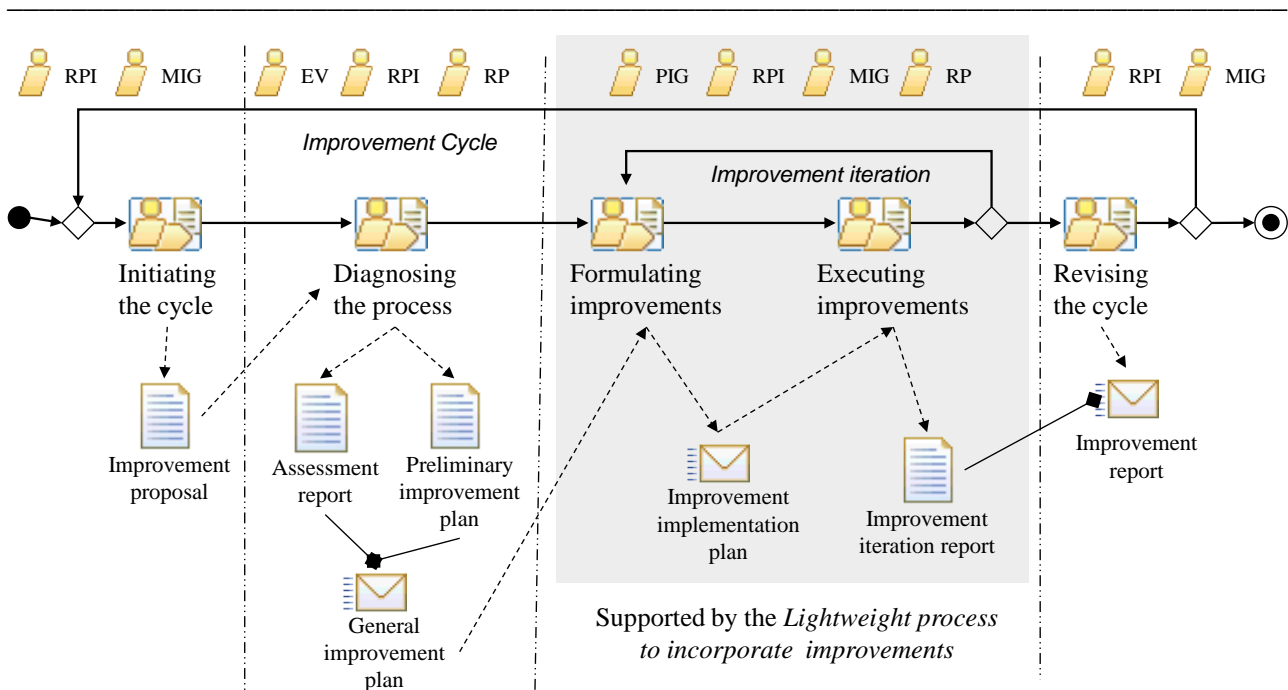 RPI MIG EV RPI RP PIG RPI MIG RP RPI MIG
Improvement Cycle
Improvement iteration
Initiating
the cycle
Diagnosing
the process
Formulating
improvements
Executing
improvements
Revising
the cycle
Improvement
proposal
Assessment
report
Preliminary
improvement
plan
General
improvement
plan
Improvement
implementation
plan
Improvement
iteration report
Improvement
report
Supported by the Lightweight process
to incorporate improvements